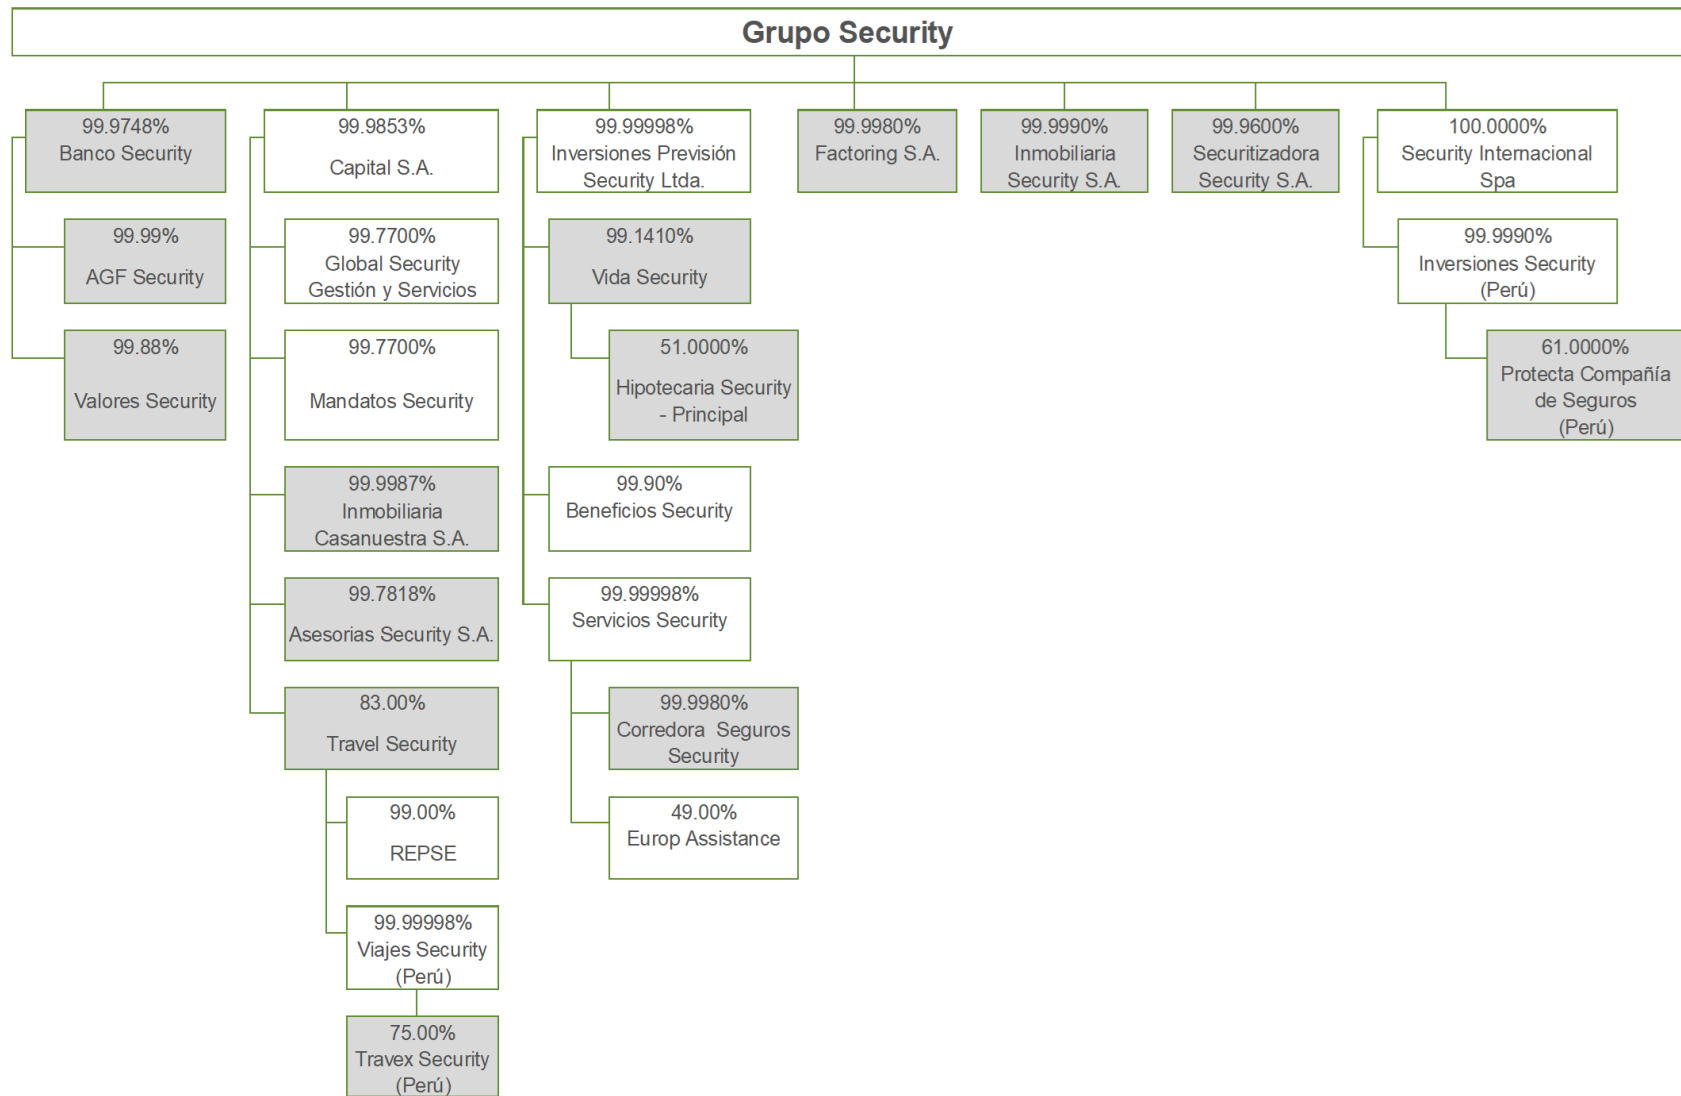 Grupo Security
99.9748%
Banco Security
99.99%
AGF Security
99.88%
Valores Security
99.9853%
Capital S.A.
99.7700%
Global Security
Gestión y Servicios
99.7700%
Mandatos Security
99.9987%
Inmobiliaria
Casanuestra S.A.
99.7818%
Asesorias Security S.A.
83.00%
Travel Security
99.00%
REPSE
99.99998%
Viajes Security
(Perú)
75.00%
Travex Security
(Perú)
99.99998%
Inversiones Previsión
Security Ltda.
99.1410%
Vida Security
51.0000%
Hipotecaria Security
- Principal
99.90%
Beneficios Security
99.99998%
Servicios Security
99.9980%
Corredora  Seguros
Security
49.00%
Europ Assistance
99.9980%
Factoring S.A.
99.9990%
Inmobiliaria
Security S.A.
99.9600%
Securitizadora
Security S.A.
100.0000%
Security Internacional
Spa
99.9990%
Inversiones Security
(Perú)
61.0000%
Protecta Compañía
de Seguros
(Perú)